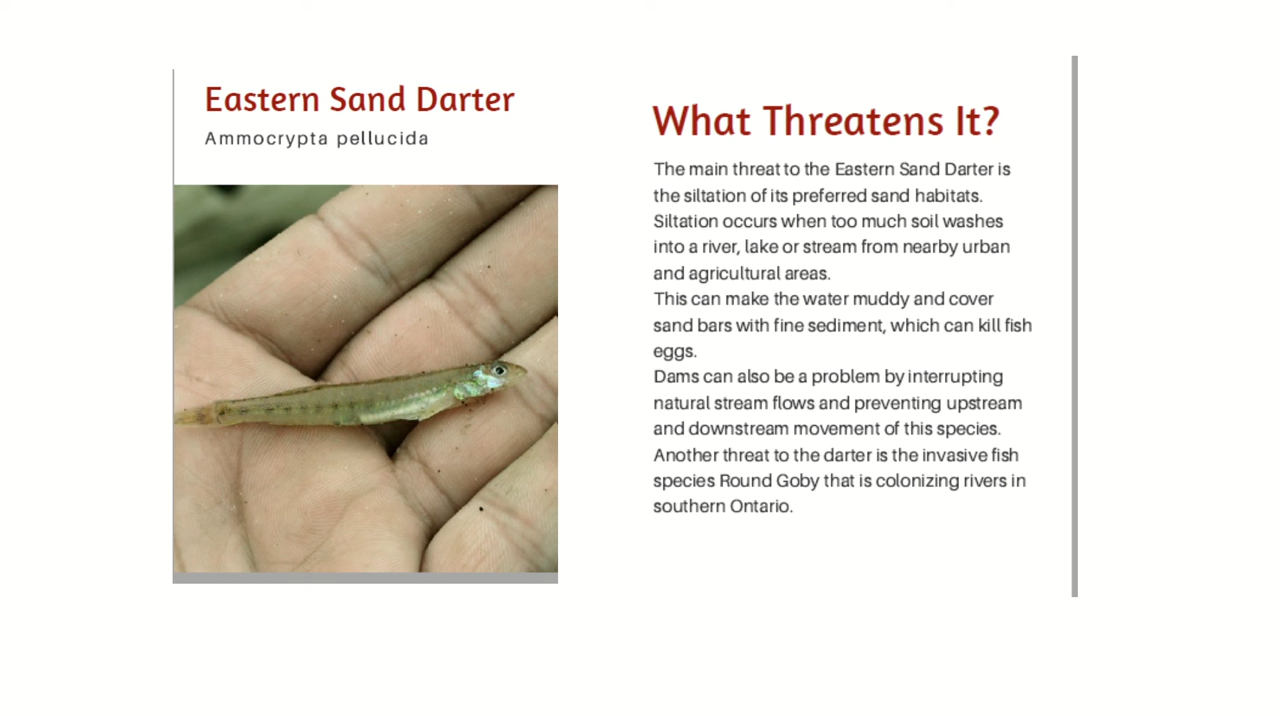 Eastern Sand Darter
Ammocrypta pellucida
What Threatens It?
The main threat to the Eastern Sand Darter is
the siltation of its preferred sand habitats.
Siltation occurs when too much soil washes
into a river, lake or stream from nearby urban
and agricultural areas.
This can make the water muddy and cover
sand bars with fine sediment, which can kill fish
eggs.
Dams can also be a problem by interrupting
natural stream flows and preventing upstream
and downstream movement of this species.
Another threat to the darter is the invasive fish
species Round Goby that is colonizing rivers in
southern Ontario.